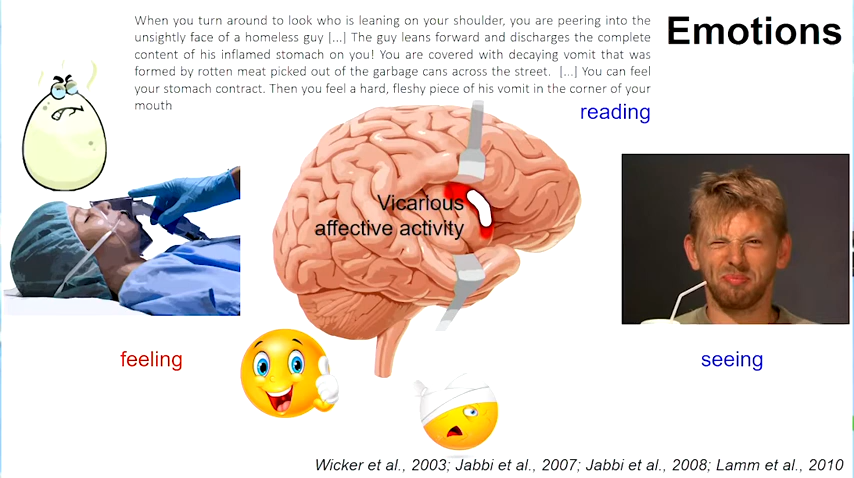 Emotions
When you turn around to look who is leaning on your shoulder, you are peering into the
unsightly face of a homeless guy |...] The guy leans forward and discharges the complete
content of his inflamed stomach on you! You are covered with decaying vomit that was
formed by rotten meat picked out of the garbage cans across the street. [...] You can feel
your stomach contract. Then you feel a hard, fleshy piece of his vomit in the corner of your
mouth
reading
Vicarious
affective activity
feeling
seeing
Wicker et al., 2003; Jabbi et al., 2007; Jabbi et al., 2008; Lamm et al., 2010